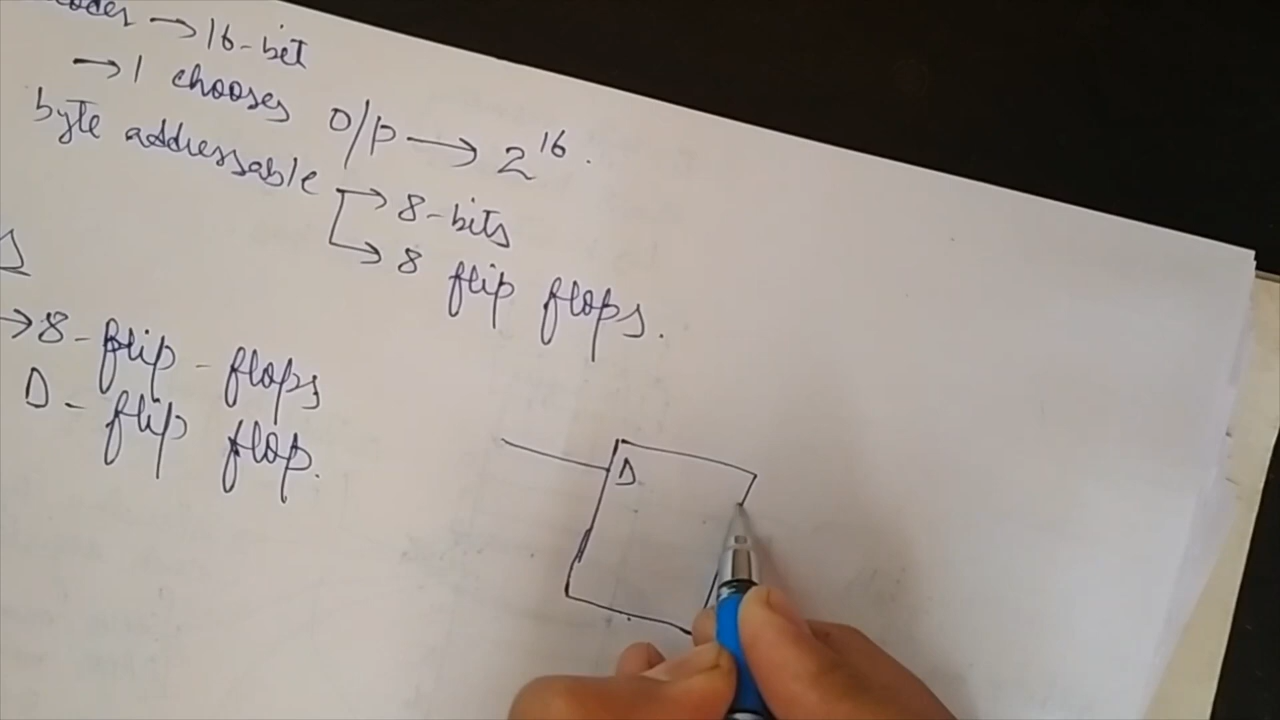 → 16-bit
→ 1 chooses O/P → 2^16.
byte addressable → 8-bits
→ 8 flip flops.
→ 8 - flip - flops
D - flip flop.
D